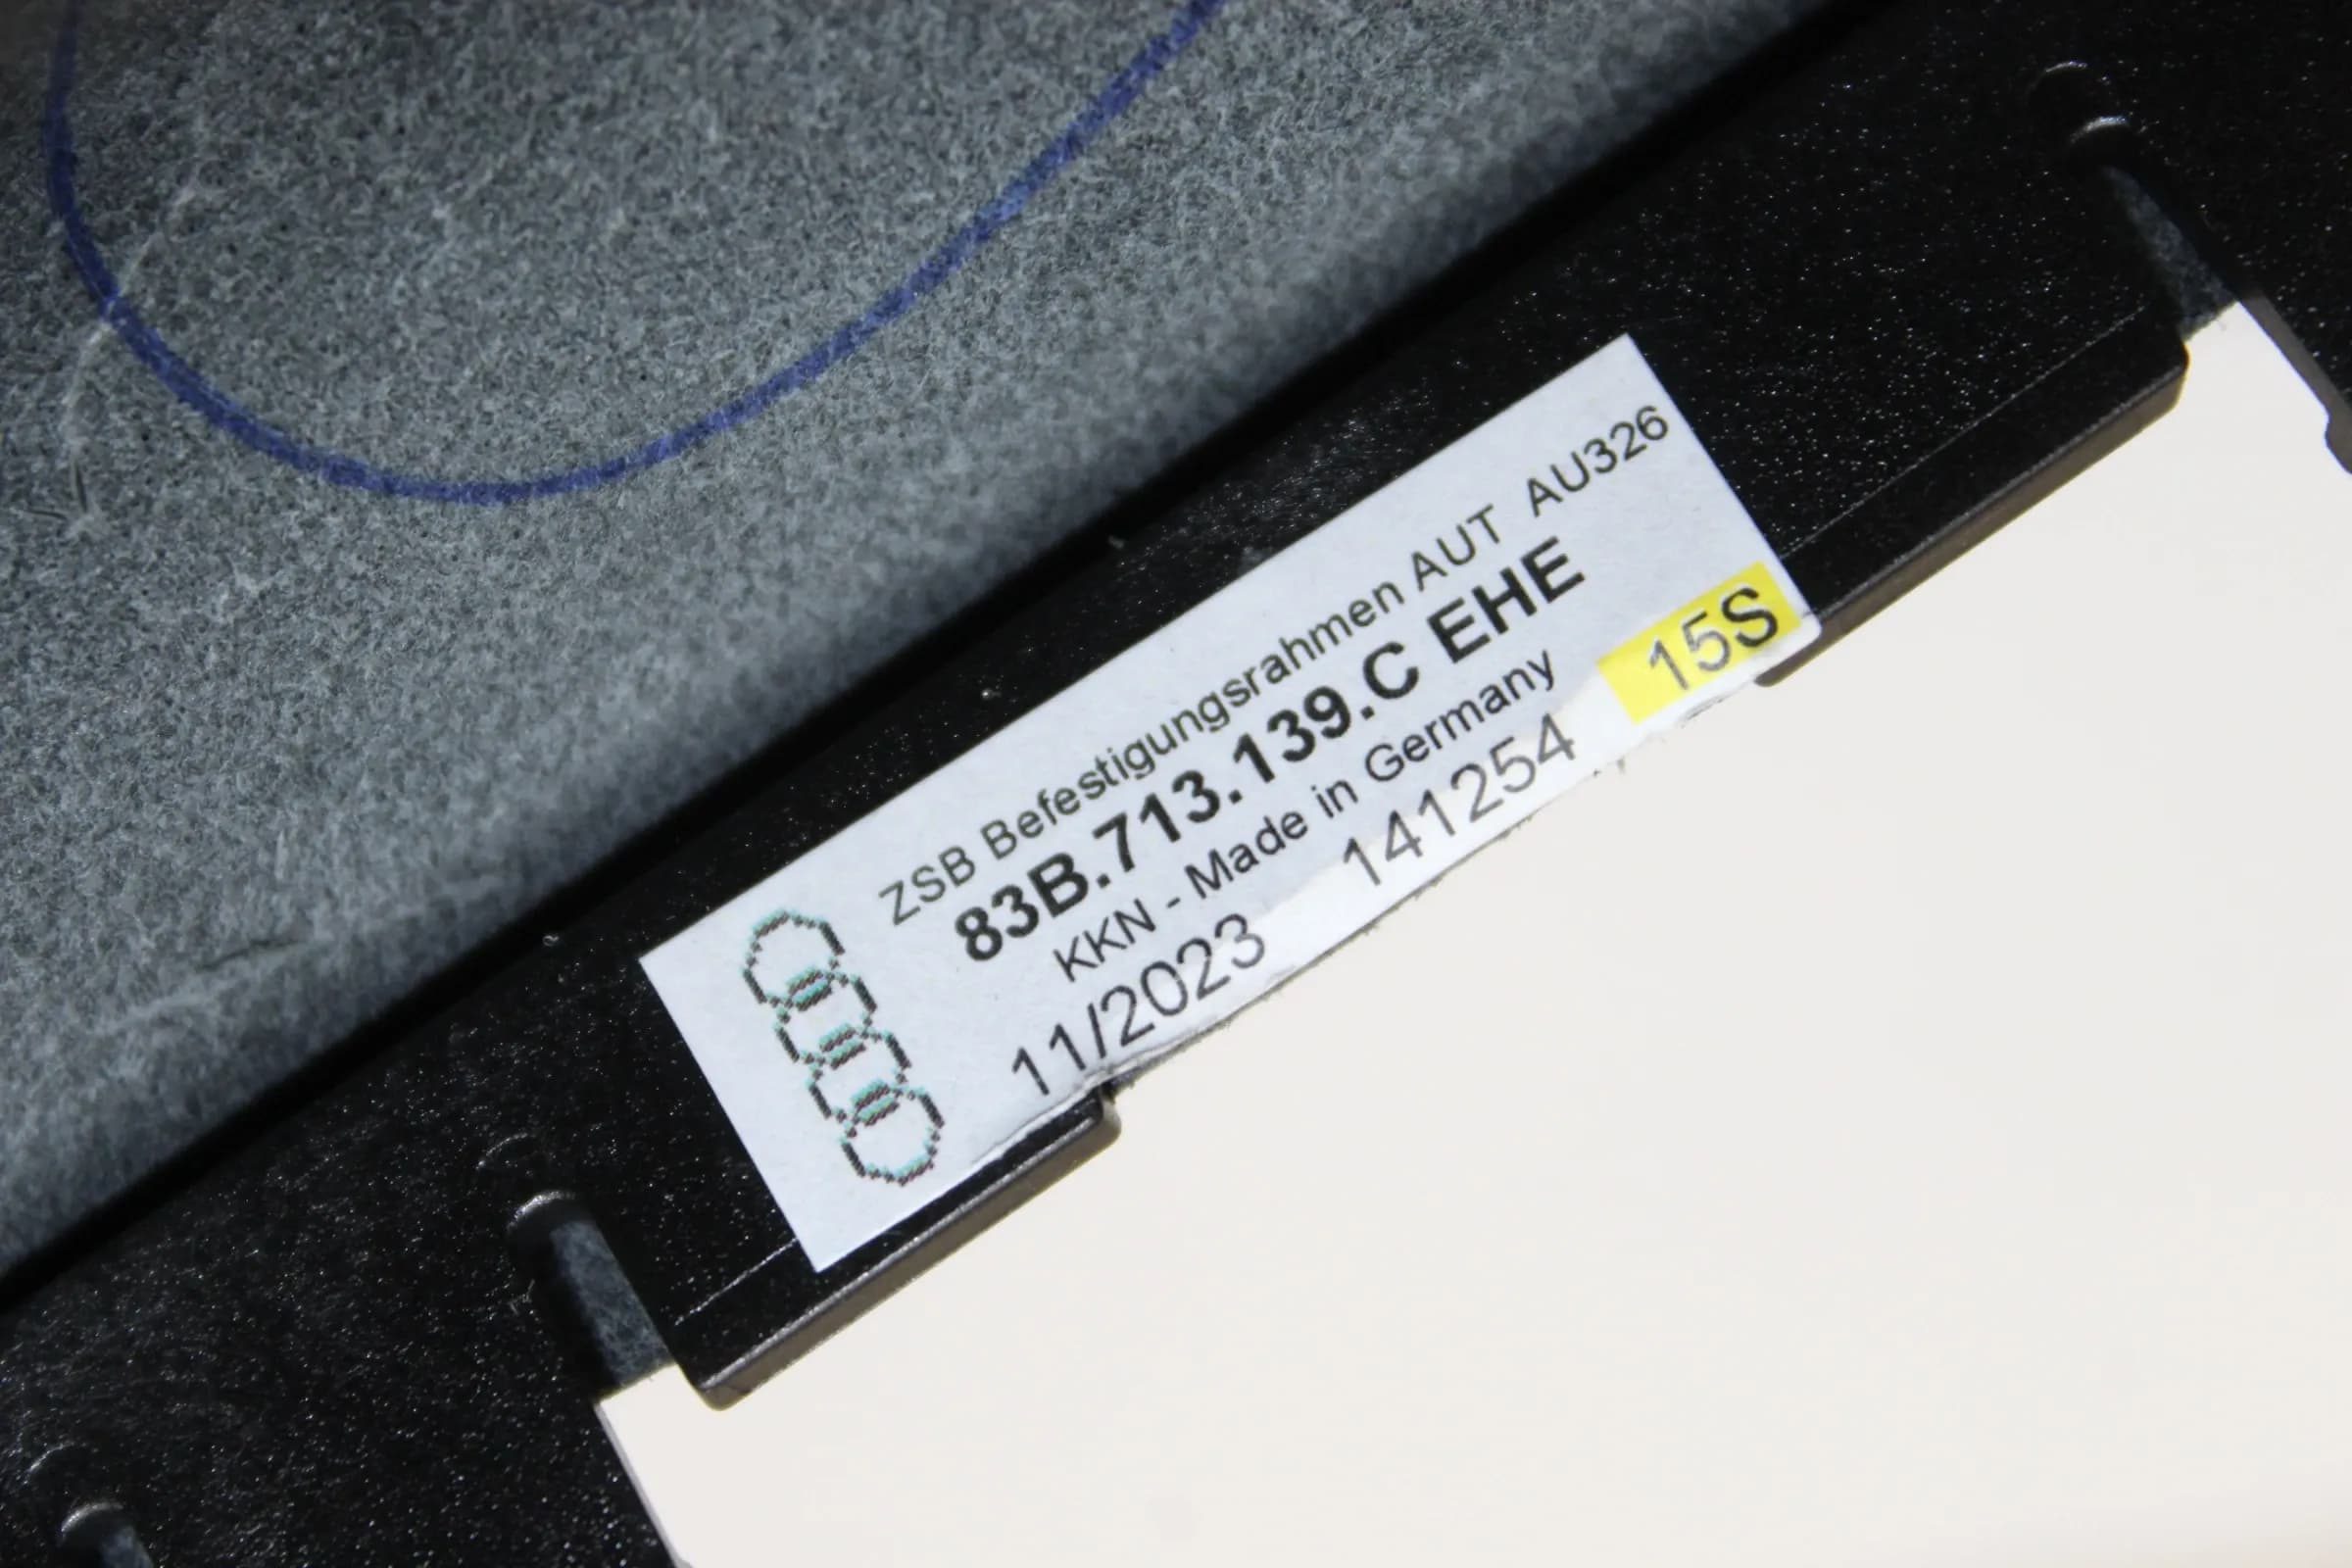 ZSB Befestigungsrahmen AUT AU326
83B.713.139.C EHE
KKN - Made in Germany
11/2023 141254 15S